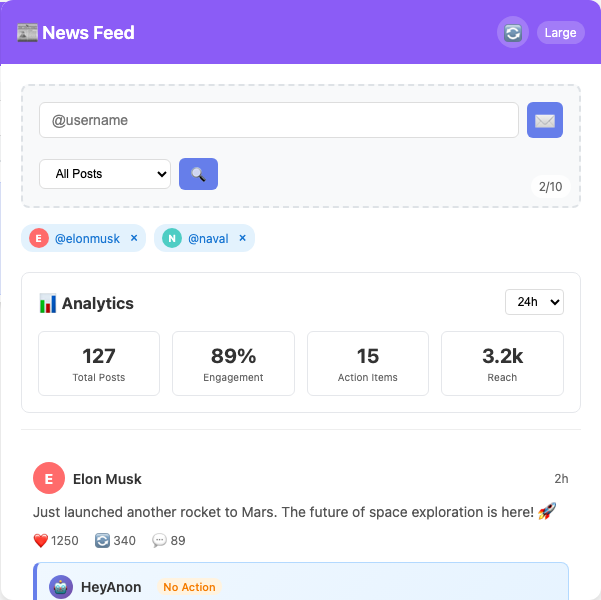 News Feed
Large
@username
All Posts
2/10
E @elonmusk × N @naval ×
Analytics
24h
127 89% 15 3.2k
Total Posts Engagement Action Items Reach
E Elon Musk 2h
Just launched another rocket to Mars. The future of space exploration is here! 🚀
❤️ 1250 🔄 340 💬 89
HeyAnon No Action